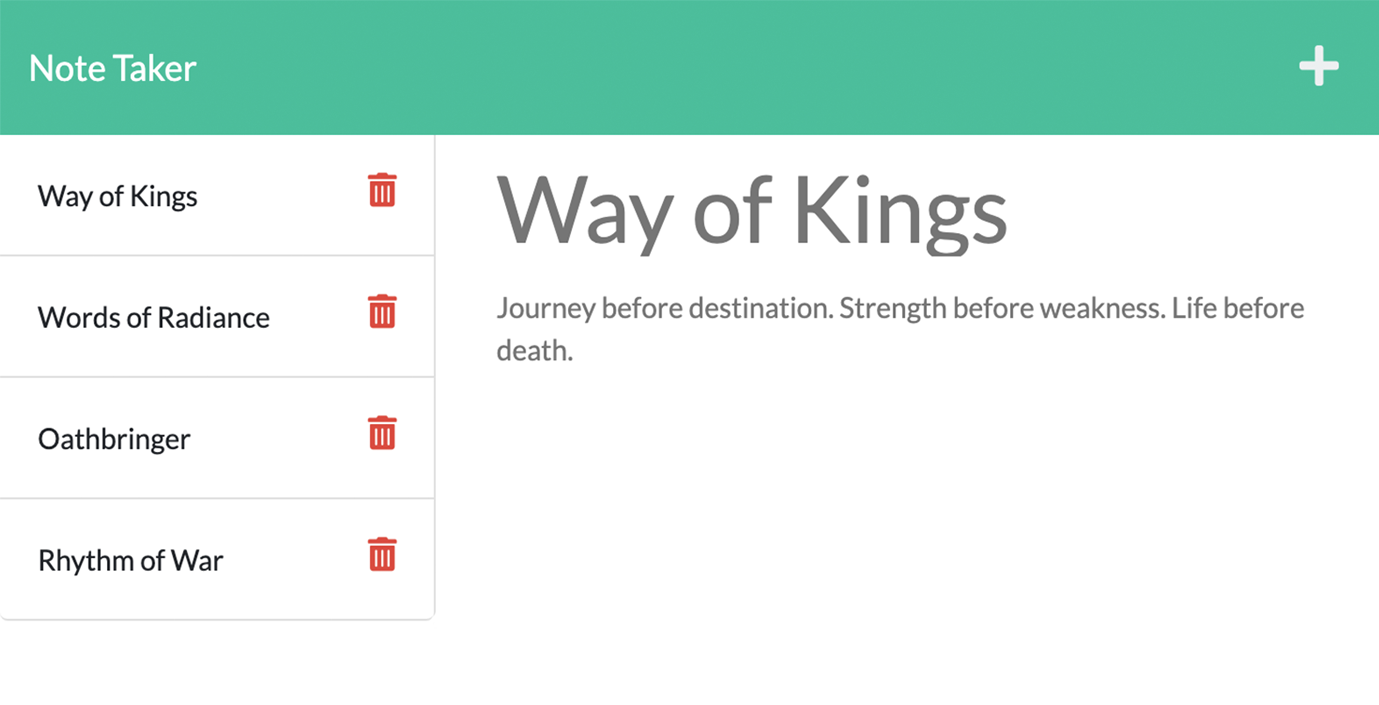 Note Taker
Way of Kings
Words of Radiance
Oathbringer
Rhythm of War
Way of Kings
Journey before destination. Strength before weakness. Life before
death.